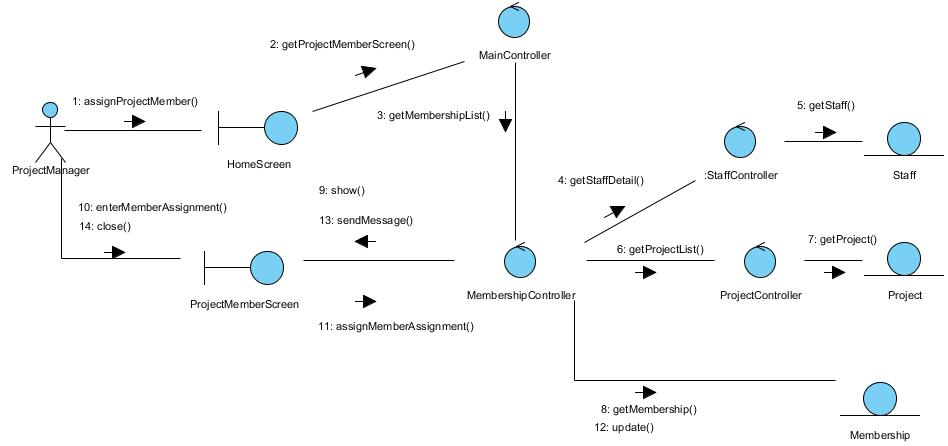 MainController
2: getProjectMemberScreen()
1: assignProjectMember()
3: getMembershipList()
5: getStaff()
HomeScreen
ProjectManager
:StaffController
Staff
4: getStaffDetail()
9: show()
10: enterMemberAssignment()
13: sendMessage()
14: close()
6: getProjectList()
7: getProject()
ProjectMemberScreen
MembershipController
ProjectController
Project
11: assignMemberAssignment()
8: getMembership()
12: update()
Membership